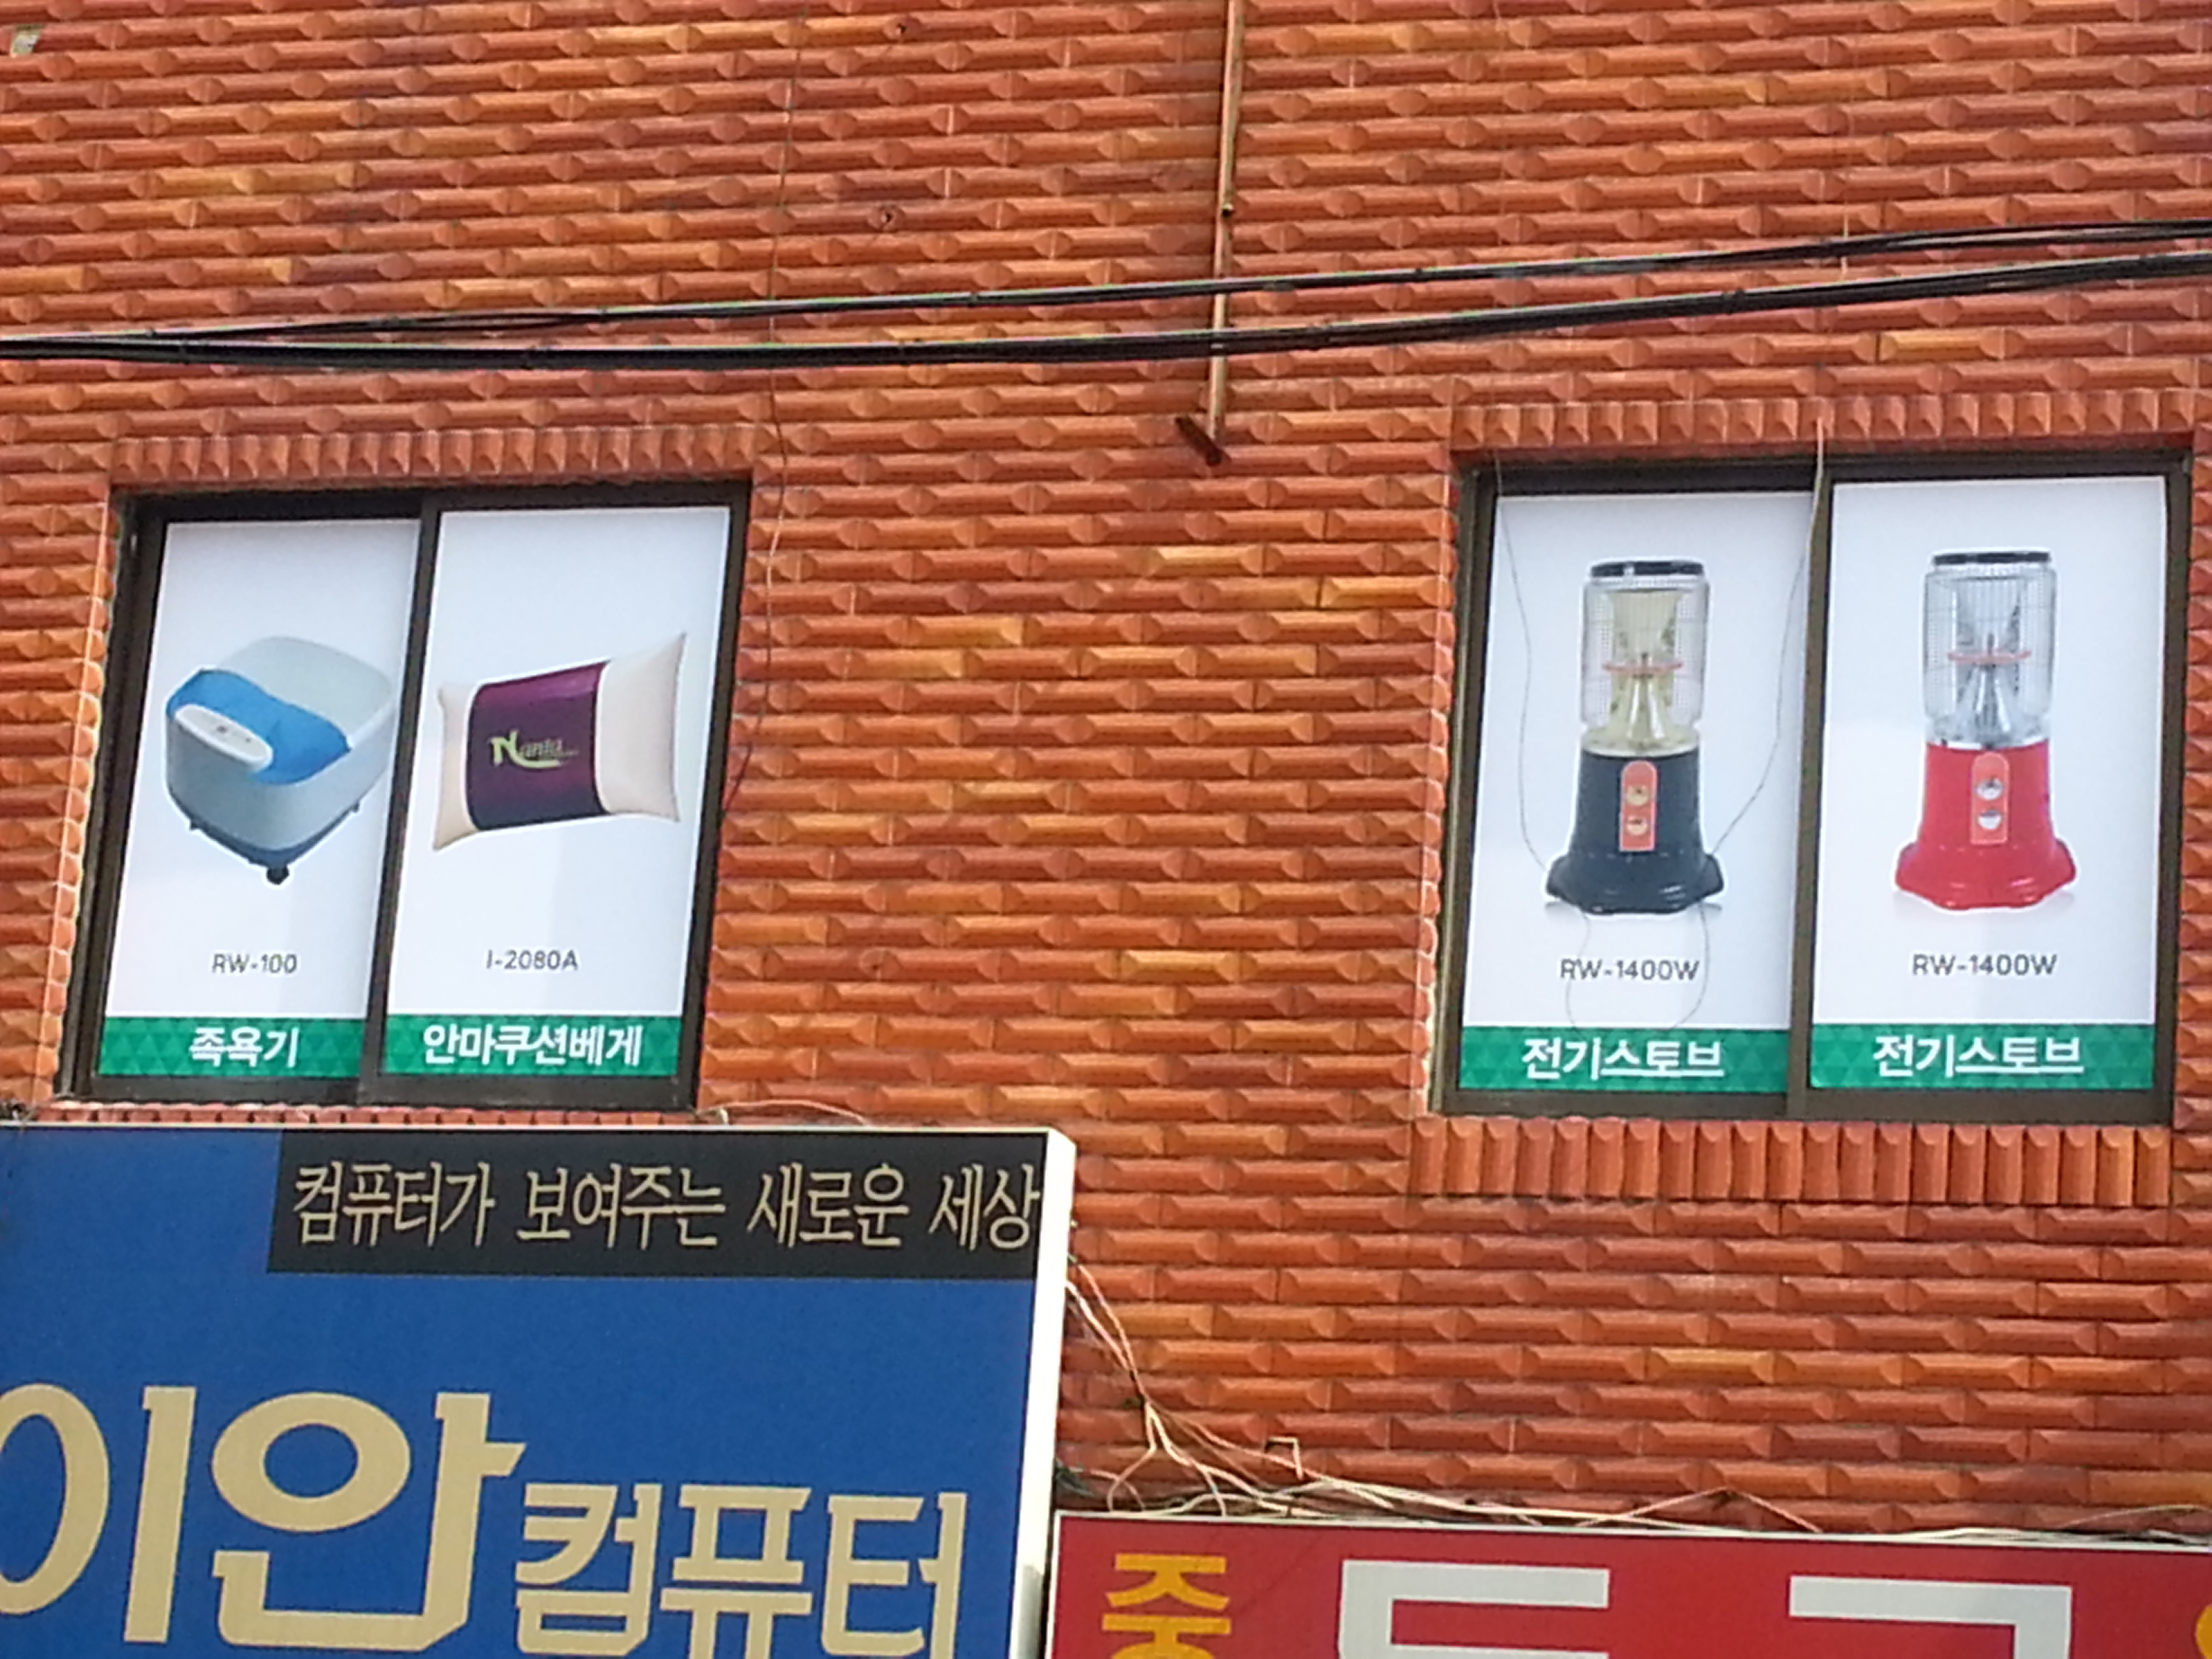 Nanta
RW-100
I-2080A
RW-1400W
RW-1400W
족욕기
안마쿠션베게
전기스토브
전기스토브
컴퓨터가 보여주는 새로운 세상
이안컴퓨터
중